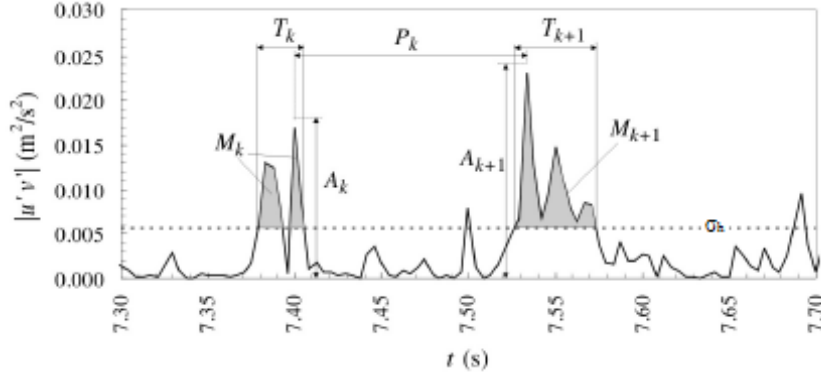 0.030
0.025
0.020
0.015
0.010
0.005
0.000
|u' v'| (m²/s²)
T_k
P_k
T_{k+1}
M_k
A_k
A_{k+1}
M_{k+1}
7.30
7.35
7.40
7.45
7.50
7.55
7.60
7.65
7.70
t (s)